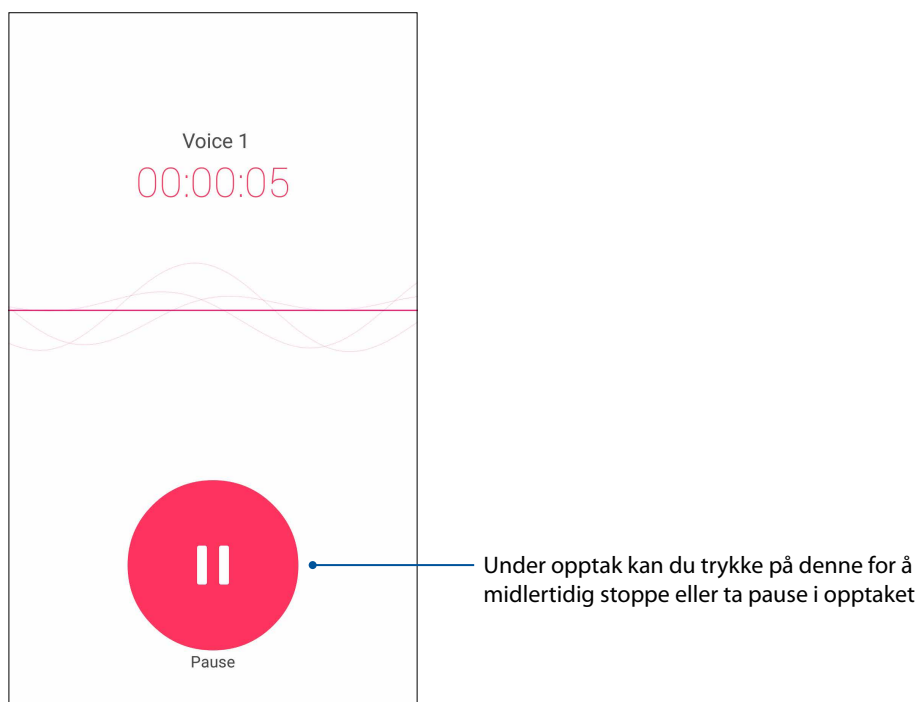 Voice 1
00:00:05
Under opptak kan du trykke på denne for å
midlertidig stoppe eller ta pause i opptaket
Pause